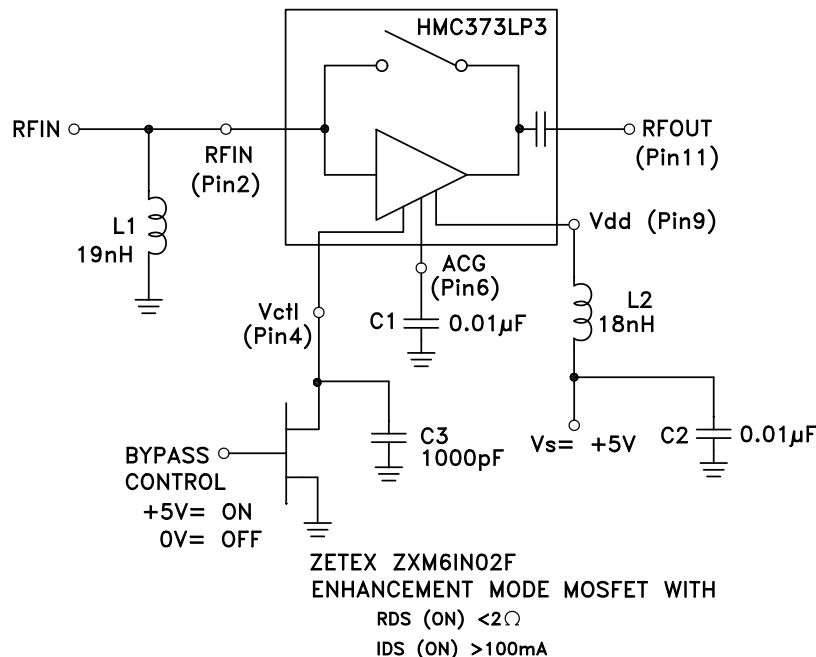 HMC373LP3
RFIN
RFIN
(Pin2)
RFOUT
(Pin11)
L1
19nH
Vdd (Pin9)
ACG
(Pin6)
Vctl
(Pin4)
C1
0.01µF
L2
18nH
C3
1000pF
Vs= +5V
C2
0.01µF
BYPASS
CONTROL
+5V= ON
0V= OFF
ZETEX ZXM6IN02F
ENHANCEMENT MODE MOSFET WITH
RDS (ON) <2Ω
IDS (ON) >100mA